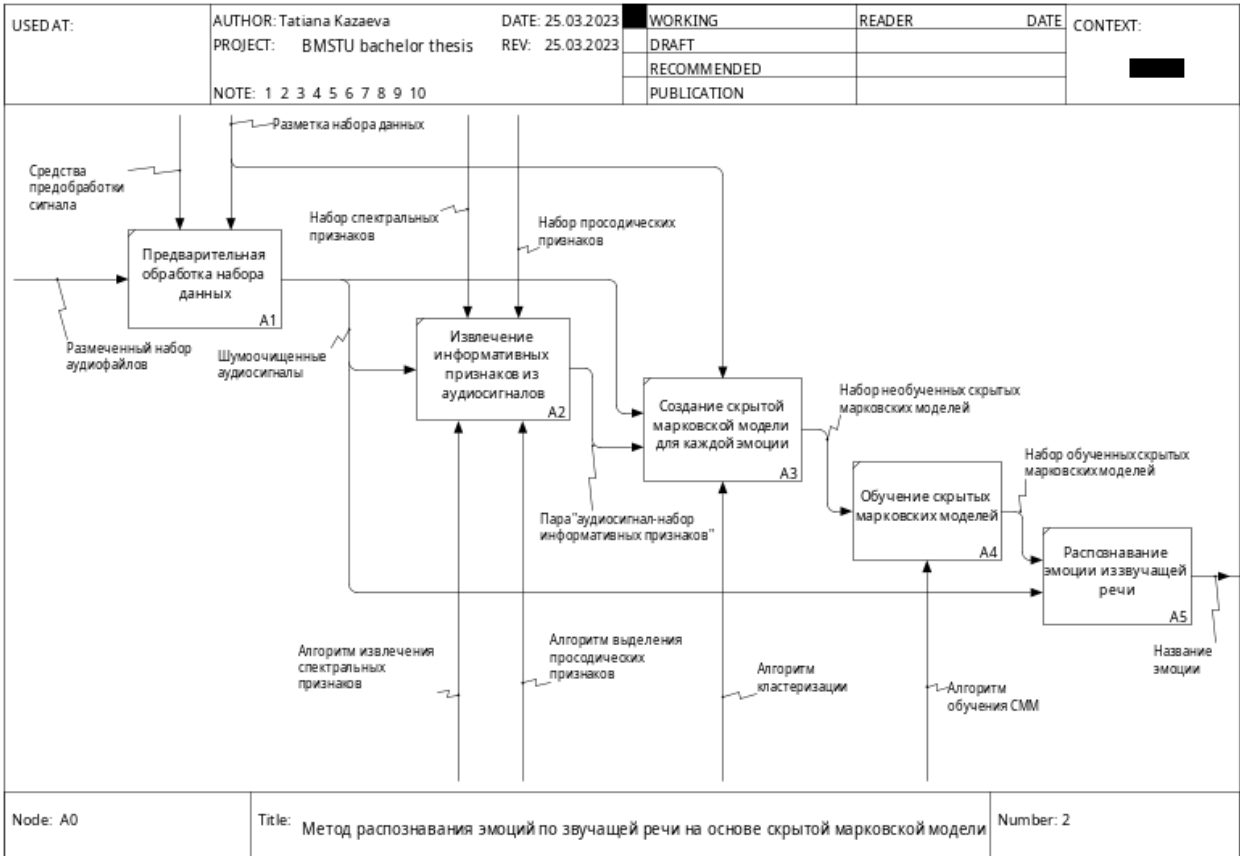 USED AT:
AUTHOR: Tatiana Kazaeva
DATE: 25.03.2023
PROJECT: BMSTU bachelor thesis
REV: 25.03.2023
NOTE: 1 2 3 4 5 6 7 8 9 10
WORKING
DRAFT
RECOMMENDED
PUBLICATION
READER
DATE
CONTEXT:
Разметка набора данных
Средства
предобработки
сигнала
Набор спектральных
признаков
Набор просодических
признаков
Предварительная
обработка набора
данных
A1
Размеченный набор
аудиофайлов
Шумоочищенные
аудиосигналы
Извлечение
информативных
признаков из
аудиосигналов
A2
Создание скрытой
марковской модели
для каждой эмоции
A3
Набор необученных скрытых
марковских моделей
Пара "аудиосигнал-набор
информативных признаков"
Обучение скрытых
марковских моделей
A4
Набор обученных скрытых
марковских моделей
Распознавание
эмоции из звучащей
речи
A5
Название
эмоции
Алгоритм извлечения
спектральных
признаков
Алгоритм выделения
просодических
признаков
Алгоритм
кластеризации
Алгоритм
обучения СММ
Node: A0
Title: Метод распознавания эмоций по звучащей речи на основе скрытой марковской модели
Number: 2